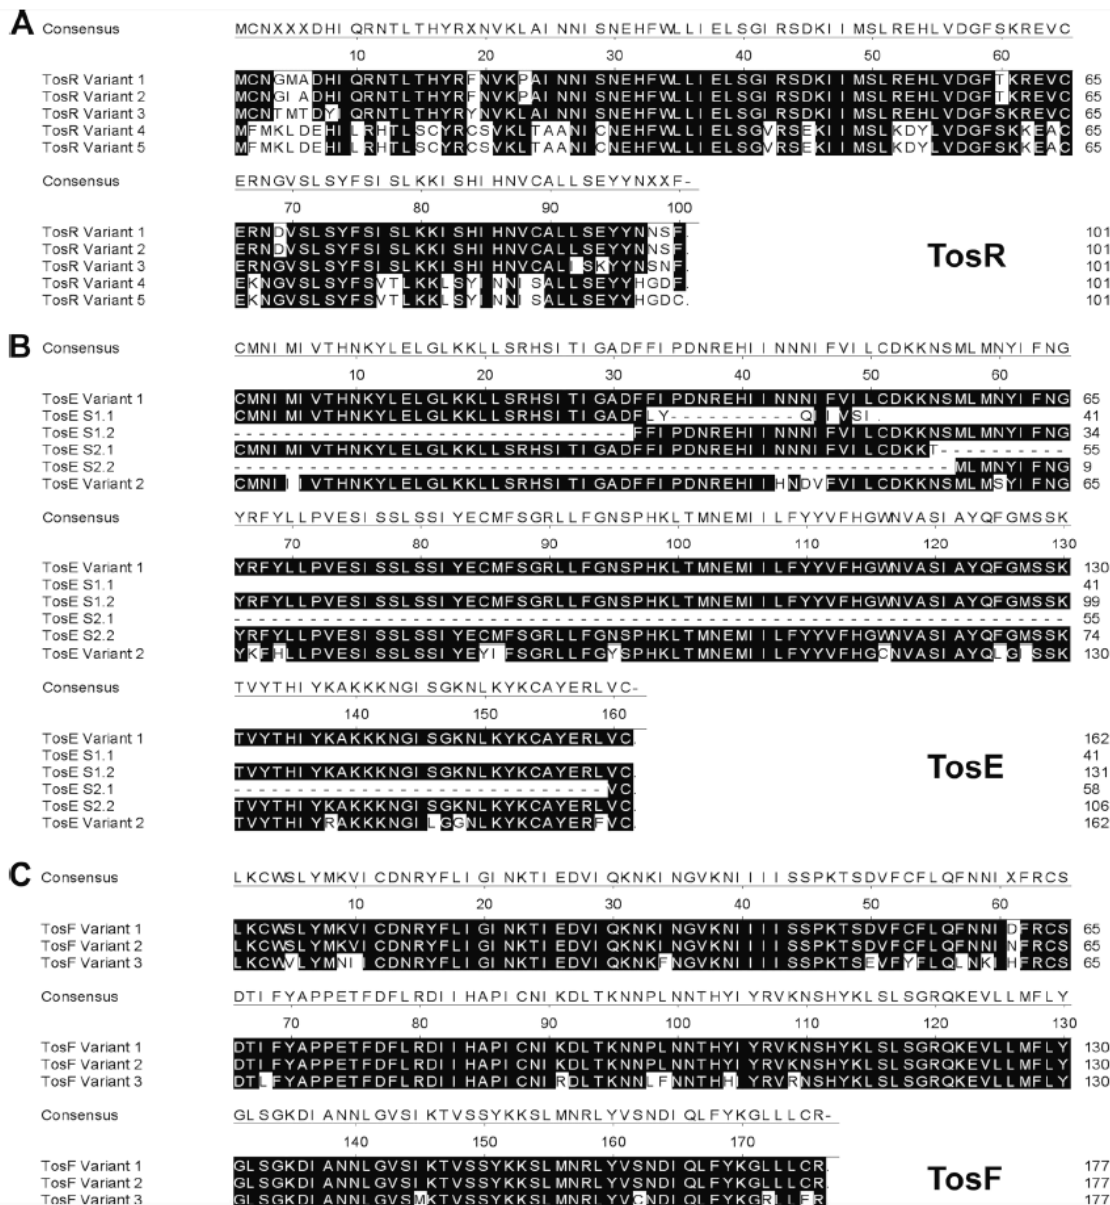 A Consensus MCNXXXDHIQRNTLTHYRXNVKLAINNISNEHFWLLIELSGIRSDKIIMSLREHLVDGFSKREVC
10 20 30 40 50 60
TosR Variant 1 MCNGMADHIQRNTLTHYRFNVKPAINNISNEHFWLLIELSGIRSDKIIMSLREHLVDGFTKREVC 65
TosR Variant 2 MCNGIADHIQRNTLTHYRFNVKPAINNISNEHFWLLIELSGIRSDKIIMSLREHLVDGFTKREVC 65
TosR Variant 3 MCNTMTDYIQRNTLTHYRYNVKLAINNISNEHFWLLIELSGIRSDKIIMSLREHLVDGFSKREVC 65
TosR Variant 4 MFMKLDEHILRHTLSCYRCSVKLTAANICNEHFWLLIELSGVRSEKIIMSLKDYLVDGFSKKEAC 65
TosR Variant 5 MFMKLDEHILRHTLSCYRCSVKLTAANICNEHFWLLIELSGVRSEKIIMSLKDYLVDGFSKKEAC 65
Consensus ERNGVSLSYFSISLKKISHIHNVCALLSEYYNXXF-
70 80 90 100
TosR Variant 1 ERNDVSLSYFSISLKKISHIHNVCALLSEYYNNSF. 101
TosR Variant 2 ERNDVSLSYFSISLKKISHIHNVCALLSEYYNNSF. 101
TosR Variant 3 ERNGVSLSYFSISLKKISHIHNVCALISKYYNSNF. 101
TosR Variant 4 EKNGVSLSYFSVTLKKLSYINNISALLSEYYHGDF. 101
TosR Variant 5 EKNGVSLSYFSVTLKKLSYINNISALLSEYYHGDC. 101
TosR
B Consensus CMNIMIVTHNKYLELGLKKLLSRHSITIGADFFIPDNREHIINNNIFVILCDKKNSMLMNYIFNG
10 20 30 40 50 60
TosE Variant 1 CMNIMIVTHNKYLELGLKKLLSRHSITIGADFFIPDNREHIINNNIFVILCDKKNSMLMNYIFNG 65
TosE S1.1 CMNIMIVTHNKYLELGLKKLLSRHSITIGADFLY----------QIIVSI. 41
TosE S1.2 -------------------------------FFIPDNREHIINNNIFVILCDKKNSMLMNYIFNG 34
TosE S2.1 CMNIMIVTHNKYLELGLKKLLSRHSITIGADFFIPDNREHIINNNIFVILCDKKT---------- 55
TosE S2.2 --------------------------------------------------------MLMNYIFNG 9
TosE Variant 2 CMNIIIVTHNKYLELGLKKLLSRHSITIGADFFIPDNREHIIHNDVFVILCDKKNSMLMSYIFNG 65
Consensus YRFYLLPVESISSLSSIYECMFSGRLLFGNSPHKLTMNEMIILFYYVFHGWNVASIAYQFGMSSK
70 80 90 100 110 120 130
TosE Variant 1 YRFYLLPVESISSLSSIYECMFSGRLLFGNSPHKLTMNEMIILFYYVFHGWNVASIAYQFGMSSK 130
TosE S1.1 41
TosE S1.2 YRFYLLPVESISSLSSIYECMFSGRLLFGNSPHKLTMNEMIILFYYVFHGWNVASIAYQFGMSSK 99
TosE S2.1 ----------------------------------------------------------------- 55
TosE S2.2 YRFYLLPVESISSLSSIYECMFSGRLLFGNSPHKLTMNEMIILFYYVFHGWNVASIAYQFGMSSK 74
TosE Variant 2 YKFHLLPVESISSLSSIYEYIFSGRLLFGYSPHKLTMNEMIILFYYVFHGCNVASIAYQLGMSSK 130
Consensus TVYTHIYKAKKKNGISGKNLKYKCAYERLVC-
140 150 160
TosE Variant 1 TVYTHIYKAKKKNGISGKNLKYKCAYERLVC. 162
TosE S1.1 41
TosE S1.2 TVYTHIYKAKKKNGISGKNLKYKCAYERLVC. 131
TosE S2.1 -----------------------------VC. 58
TosE S2.2 TVYTHIYKAKKKNGISGKNLKYKCAYERLVC. 106
TosE Variant 2 TVYTHIYRAKKKNGILGGNLKYKCAYERFVC. 162
TosE
C Consensus LKCWSLYMKVICDNRYFLIGINKTIEDVIQKNKINGVKNIIIISSPKTSDVFCFLQFNNIXFRCS
10 20 30 40 50 60
TosF Variant 1 LKCWSLYMKVICDNRYFLIGINKTIEDVIQKNKINGVKNIIIISSPKTSDVFCFLQFNNIDFRCS 65
TosF Variant 2 LKCWSLYMKVICDNRYFLIGINKTIEDVIQKNKINGVKNIIIISSPKTSDVFCFLQFNNINFRCS 65
TosF Variant 3 LKCWVLYMNIICDNRYFLIGINKTIEDVIQKNKFNGVKNIIIISSPKTSEVFYFLQLNKIHFRCS 65
Consensus DTIFYAPPETFDFLRDIIHAPICNIKDLTKNNPLNNTHYIYRVKNSHYKLSLSGRQKEVLLMFLY
70 80 90 100 110 120 130
TosF Variant 1 DTIFYAPPETFDFLRDIIHAPICNIKDLTKNNPLNNTHYIYRVKNSHYKLSLSGRQKEVLLMFLY 130
TosF Variant 2 DTIFYAPPETFDFLRDIIHAPICNIKDLTKNNPLNNTHYIYRVKNSHYKLSLSGRQKEVLLMFLY 130
TosF Variant 3 DTLFYAPPETFDFLRDIIHAPICNIRDLTKNNLFNNTHHIYRVRNSHYKLSLSGRQKEVLLMFLY 130
Consensus GLSGKDIANNLGVSIKTVSSYKKSLMNRLYVSNDIQLFYKGLLLCR-
140 150 160 170
TosF Variant 1 GLSGKDIANNLGVSIKTVSSYKKSLMNRLYVSNDIQLFYKGLLLCR. 177
TosF Variant 2 GLSGKDIANNLGVSIKTVSSYKKSLMNRLYVSNDIQLFYKGLLLCR. 177
TosF Variant 3 GLSGKDIANNLGVSMKTVSSYKKSLMNRLYVCNDIQLFYKGRLLFR. 177
TosF